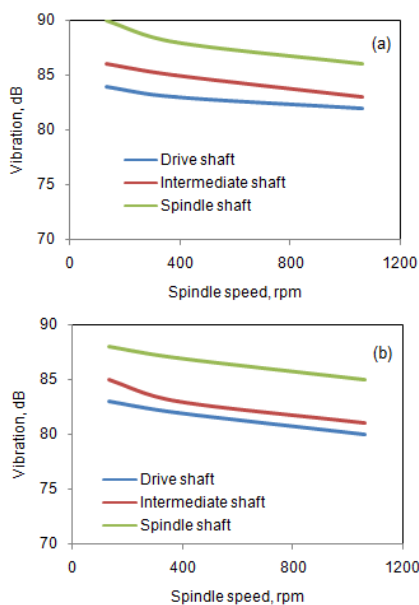 90
(a)
85
80
75
70
Vibration, dB
Drive shaft
Intermediate shaft
Spindle shaft
0 400 800 1200
Spindle speed, rpm
90
(b)
85
80
75
70
Vibration, dB
Drive shaft
Intermediate shaft
Spindle shaft
0 400 800 1200
Spindle speed, rpm